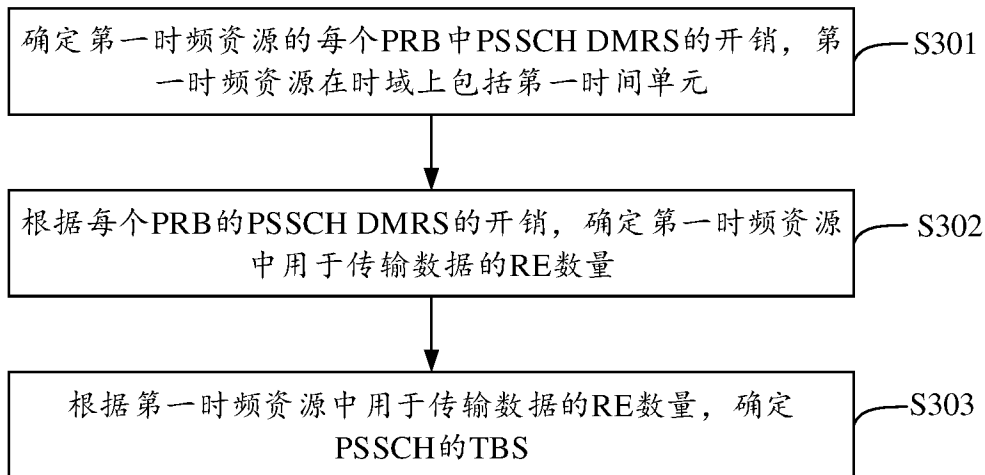 确定第一时频资源的每个PRB中PSSCH DMRS的开销，第
一时频资源在时域上包括第一时间单元
S301
根据每个PRB的PSSCH DMRS的开销，确定第一时频资源
中用于传输数据的RE数量
S302
根据第一时频资源中用于传输数据的RE数量，确定
PSSCH的TBS
S303